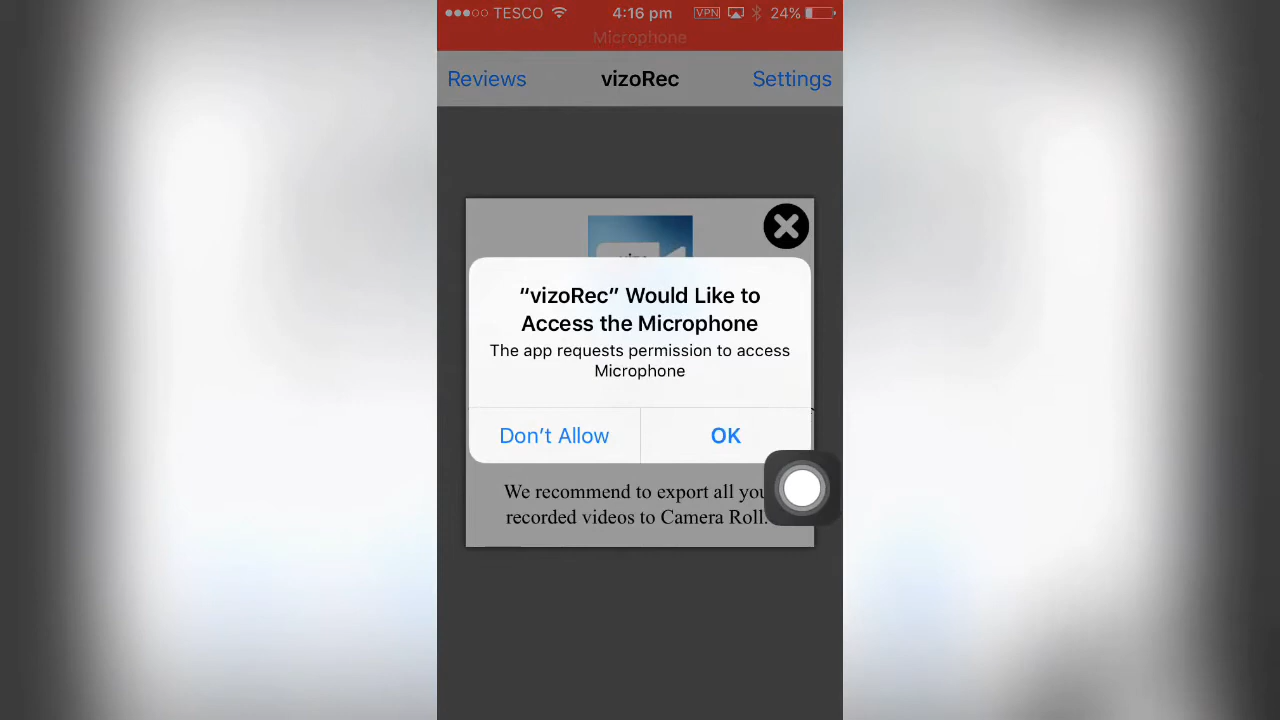 TESCO 4:16 pm VPN 24%
Microphone
Reviews vizoRec Settings
“vizoRec” Would Like to
Access the Microphone
The app requests permission to access
Microphone
Don’t Allow OK
We recommend to export all
recorded videos to Camera Roll.